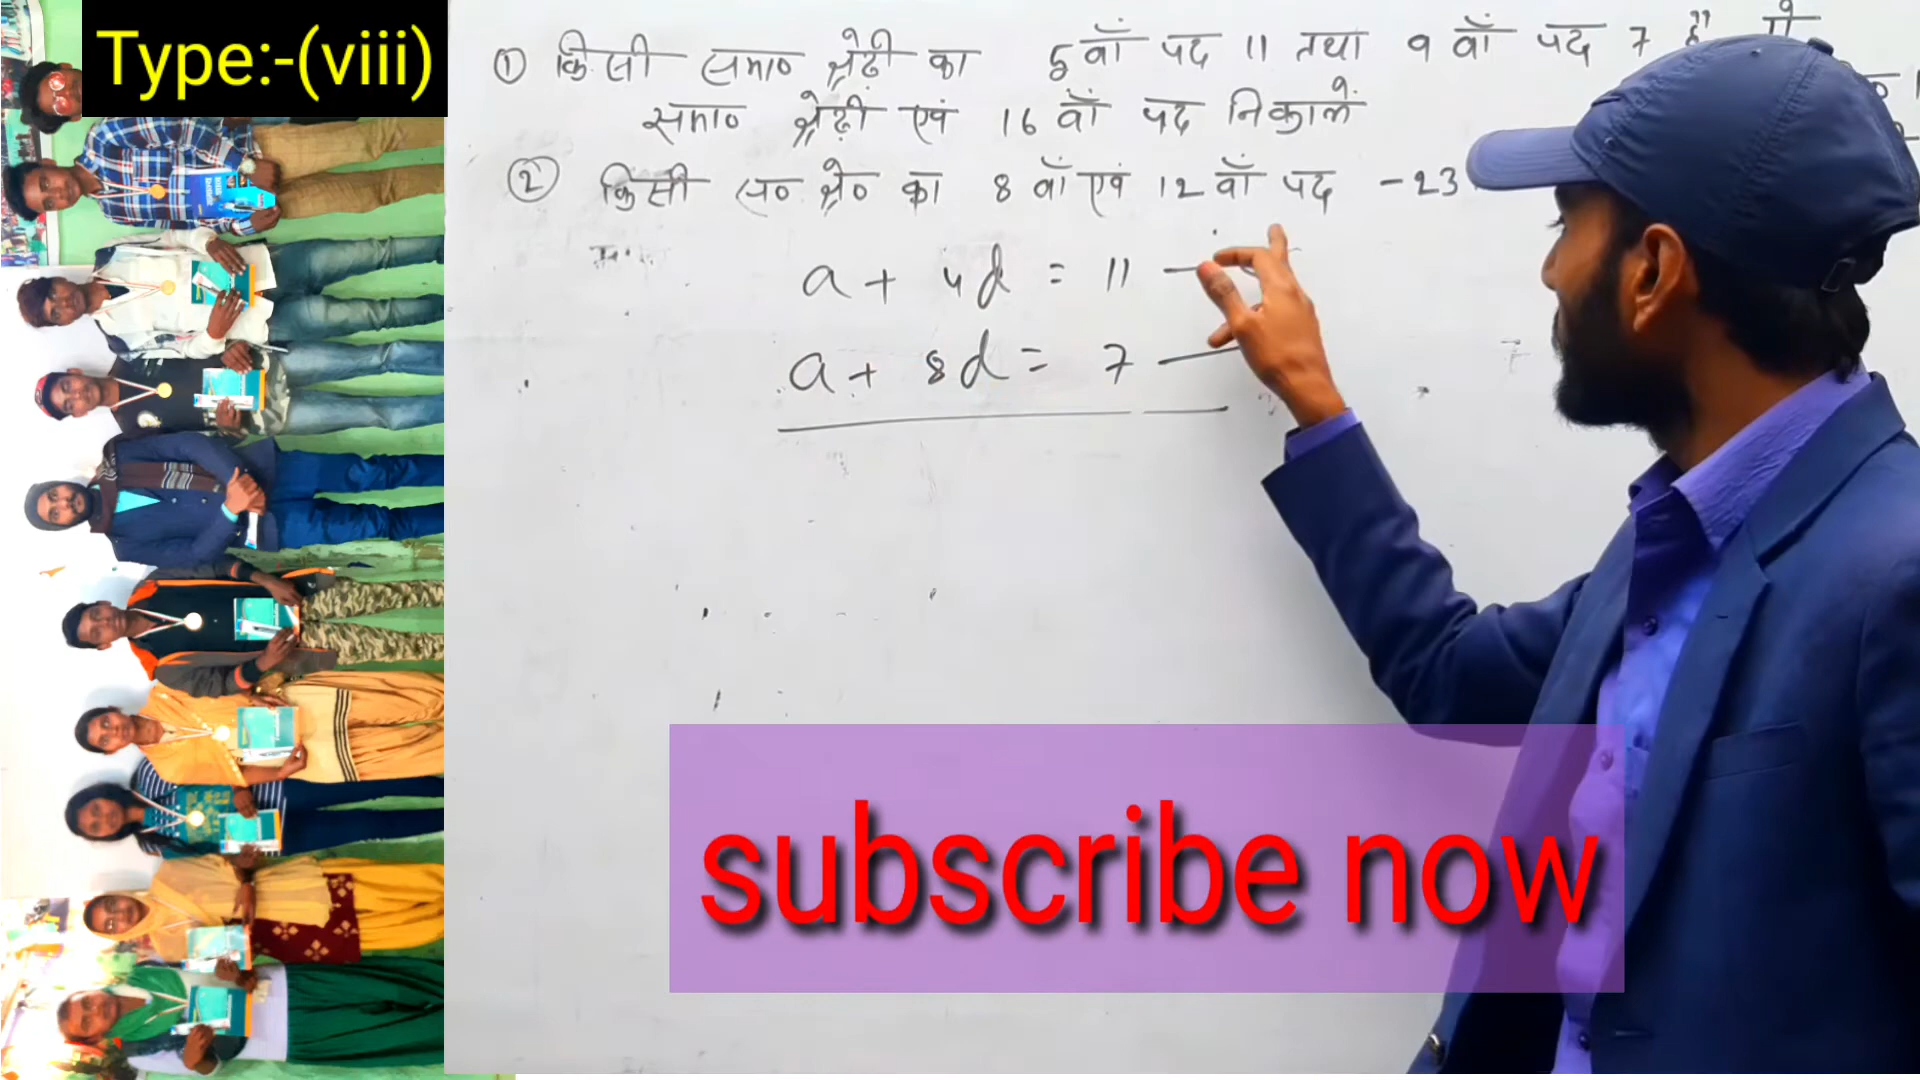 Type:-(viii)
① किसी समा० श्रेढ़ी का 5 वाँ पद 11 तथा 9 वाँ पद 7 है
समा० श्रेढ़ी एवं 16 वाँ पद निकालें
② किसी स० श्रे० का 8 वाँ एवं 12 वाँ पद -23
a + 4d = 11
a + 8d = 7
subscribe now